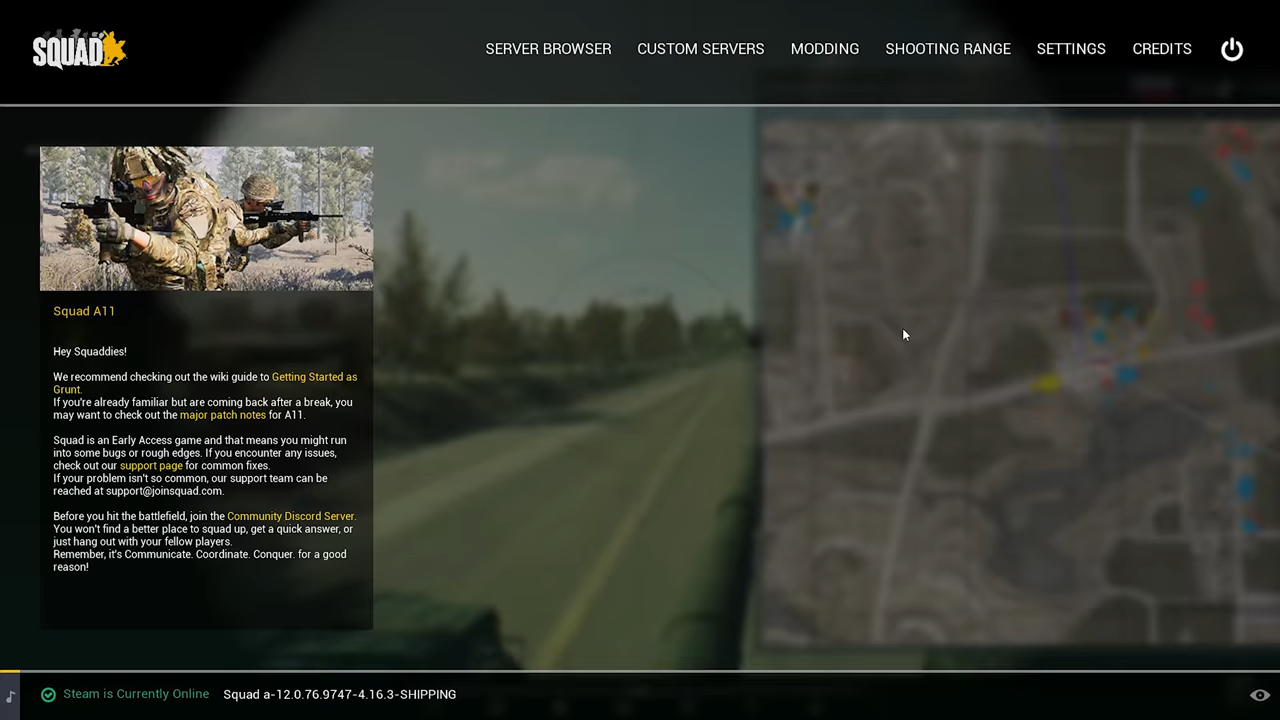 SQUAD
SERVER BROWSER CUSTOM SERVERS MODDING SHOOTING RANGE SETTINGS CREDITS
Squad A11
Hey Squaddies!
We recommend checking out the wiki guide to Getting Started as
Grunt.
If you're already familiar but are coming back after a break, you
may want to check out the major patch notes for A11.
Squad is an Early Access game and that means you might run
into some bugs or rough edges. If you encounter any issues,
check out our support page for common fixes.
If your problem isn't so common, our support team can be
reached at support@joinsquad.com.
Before you hit the battlefield, join the Community Discord Server.
You won't find a better place to squad up, get a quick answer, or
just hang out with your fellow players.
Remember, it's Communicate. Coordinate. Conquer. for a good
reason!
Steam is Currently Online Squad a-12.0.76.9747-4.16.3-SHIPPING